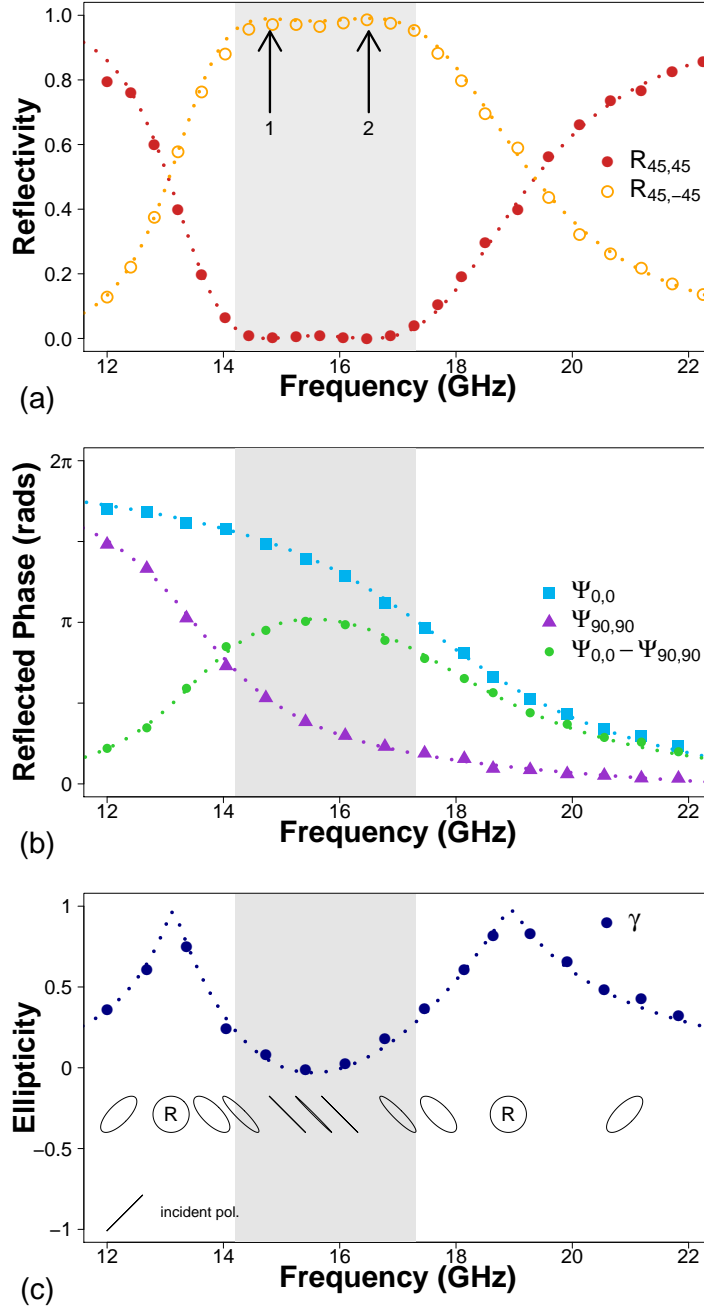 1.0
0.8
0.6
0.4
0.2
0.0
Reflectivity
1
2
R45,45
R45,−45
12 14 16 18 20 22
Frequency (GHz)
(a)
2π
π
0
Reflected Phase (rads)
Ψ0,0
Ψ90,90
Ψ0,0 − Ψ90,90
12 14 16 18 20 22
Frequency (GHz)
(b)
1
0.5
0
−0.5
−1
Ellipticity
γ
R
R
incident pol.
12 14 16 18 20 22
Frequency (GHz)
(c)